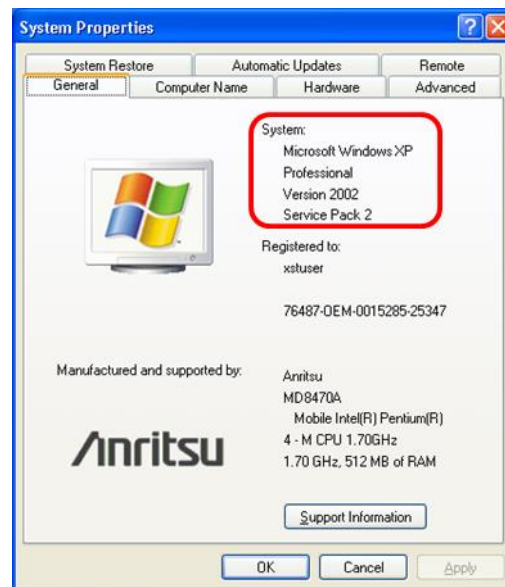 System Properties
System Restore Automatic Updates Remote
General Computer Name Hardware Advanced
System:
Microsoft Windows XP
Professional
Version 2002
Service Pack 2
Registered to:
xstuser
76487-OEM-0015285-25347
Manufactured and supported by:
Anritsu
Anritsu
MD8470A
Mobile Intel(R) Pentium(R)
4 - M CPU 1.70GHz
1.70 GHz, 512 MB of RAM
Support Information
OK Cancel Apply